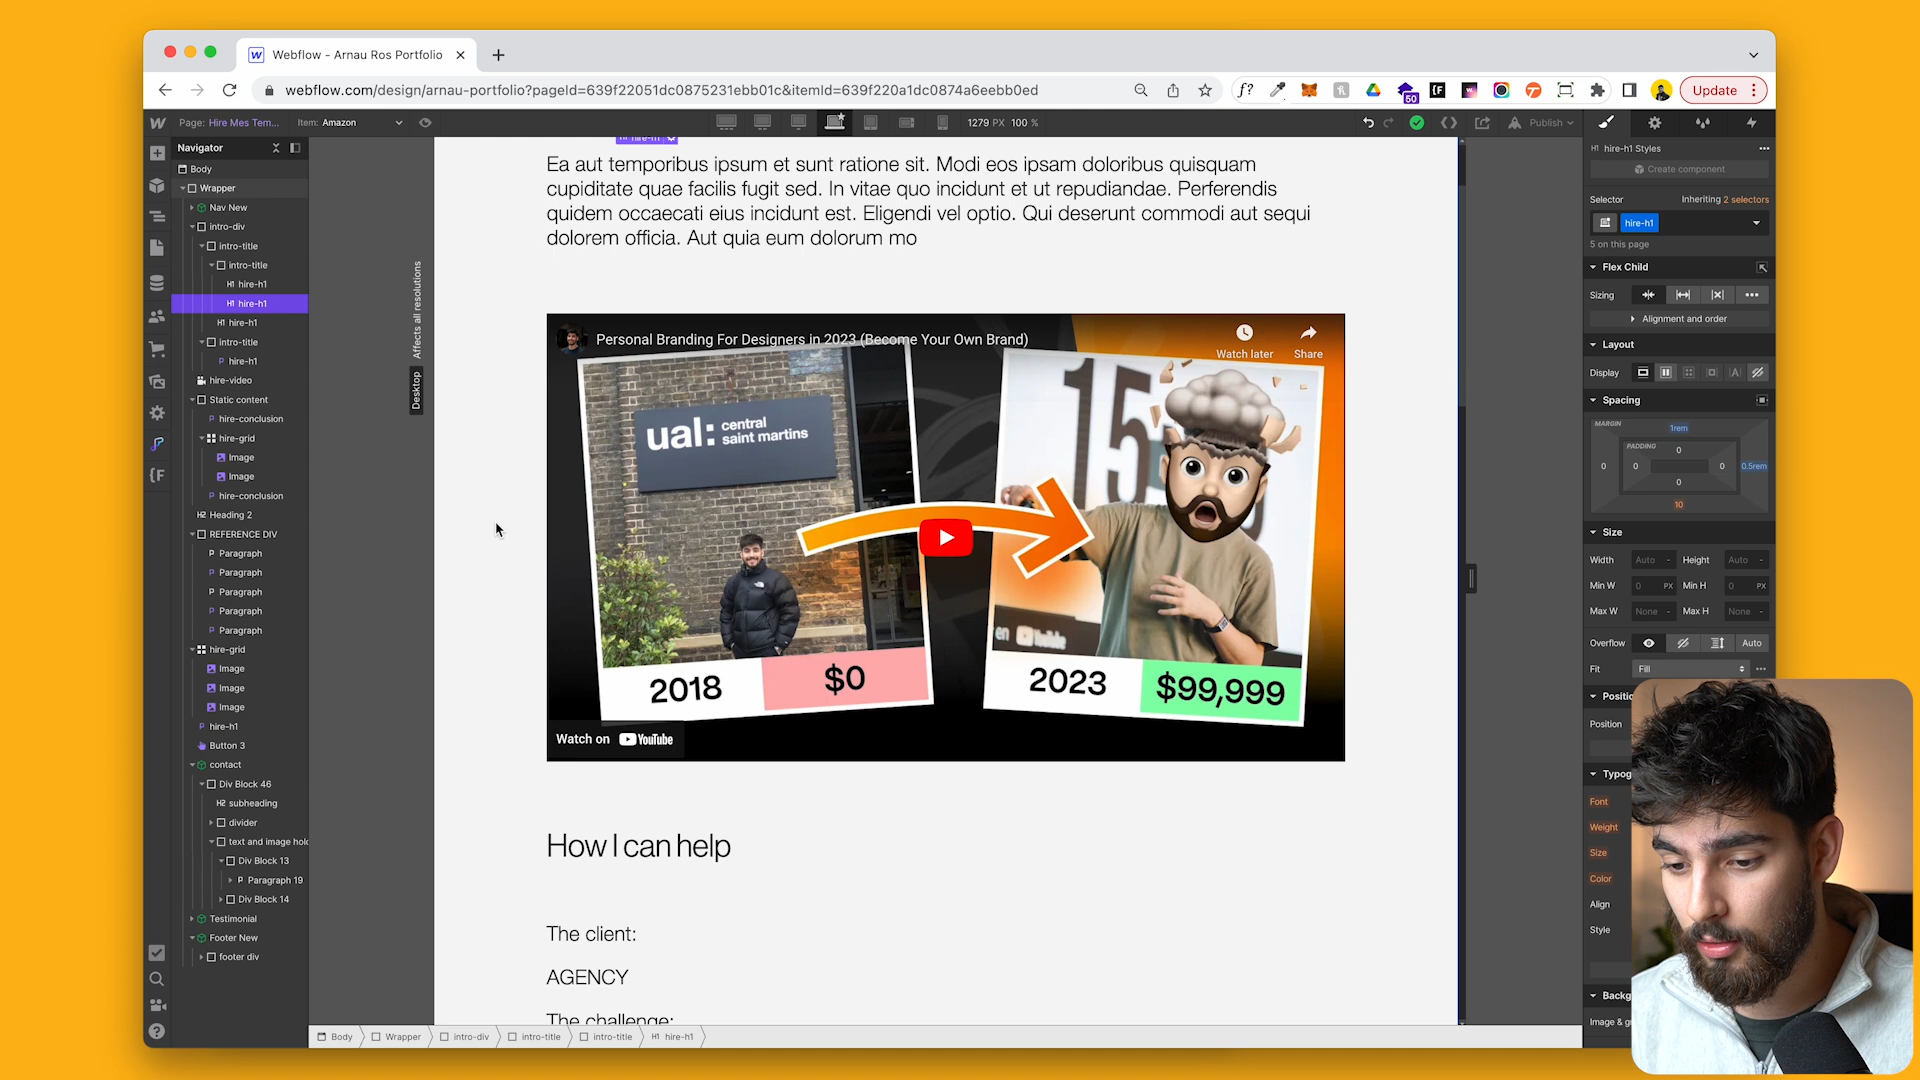 Webflow - Arnau Ros Portfolio
webflow.com/design/arnau-portfolio?pageId=639f22051dc0875231ebb01c&itemId=639f220a1dc0874a6eebb0ed
50
Update
Page: Hire Mes Tem...
Item: Amazon
1279 PX 100 %
Publish
Navigator
Body
Wrapper
Nav New
intro-div
intro-title
intro-title
H1 hire-h1
H1 hire-h1
H1 hire-h1
intro-title
P hire-h1
hire-video
Static content
P hire-conclusion
hire-grid
Image
Image
P hire-conclusion
H2 Heading 2
REFERENCE DIV
P Paragraph
P Paragraph
P Paragraph
P Paragraph
P Paragraph
hire-grid
Image
Image
Image
P hire-h1
Button 3
contact
Div Block 46
H2 subheading
divider
text and image hold
Div Block 13
P Paragraph 19
Div Block 14
Testimonial
Footer New
footer div
Affects all resolutions
Desktop
Ea aut temporibus ipsum et sunt ratione sit. Modi eos ipsam doloribus quisquam
cupiditate quae facilis fugit sed. In vitae quo incidunt et ut repudiandae. Perferendis
quidem occaecati eius incidunt est. Eligendi vel optio. Qui deserunt commodi aut sequi
dolorem officia. Aut quia eum dolorum mo
Personal Branding For Designers in 2023 (Become Your Own Brand)
Watch later
Share
ual: central
saint martins
15
2018
$0
2023
$99,999
Watch on YouTube
How I can help
The client:
AGENCY
The challenge:
Body
Wrapper
intro-div
intro-title
intro-title
H1 hire-h1
H1 hire-h1 Styles
Create component
Selector
Inheriting 2 selectors
hire-h1
5 on this page
Flex Child
Sizing
Alignment and order
Layout
Display
Spacing
MARGIN
1rem
PADDING
0
0
0
0
0.5rem
0
10
Size
Width Auto - Height Auto -
Min W 0 PX Min H 0 PX
Max W None - Max H None -
Overflow Auto
Fit Fill
Positio
Position
Typog
Font
Weight
Size
Color
Align
Style
Backg
Image & g